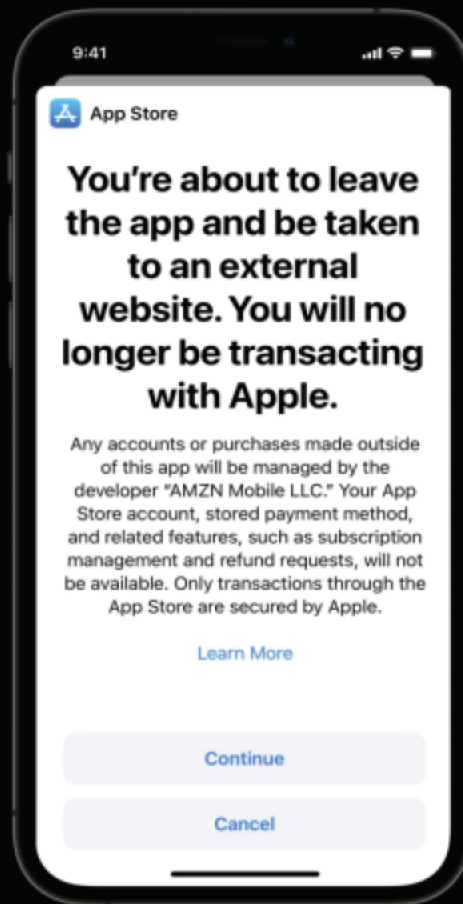 9:41
App Store
You're about to leave
the app and be taken
to an external
website. You will no
longer be transacting
with Apple.
Any accounts or purchases made outside
of this app will be managed by the
developer “AMZN Mobile LLC.” Your App
Store account, stored payment method,
and related features, such as subscription
management and refund requests, will not
be available. Only transactions through the
App Store are secured by Apple.
Learn More
Continue
Cancel